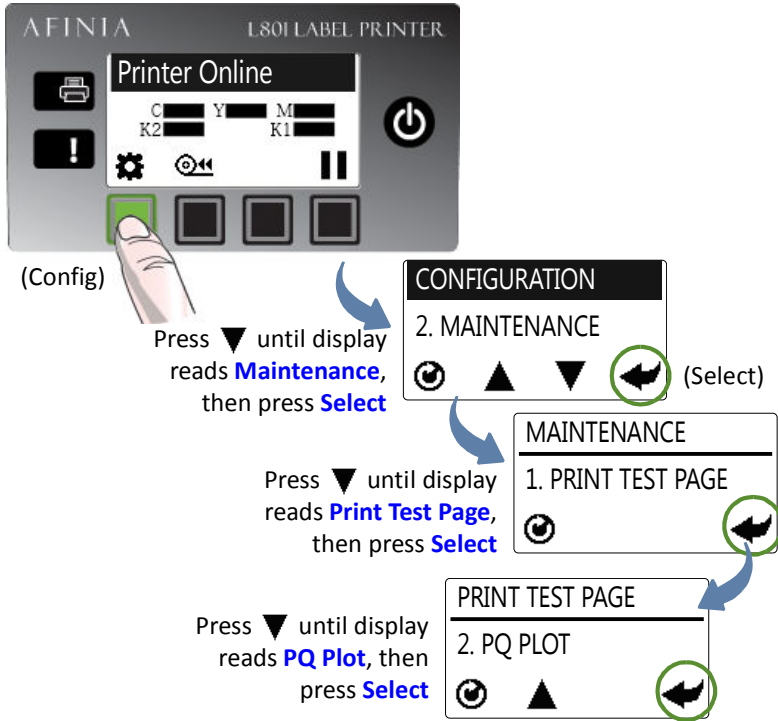 AFINIA L801 LABEL PRINTER
Printer Online
C Y M
K2 K1
!
(Config)
CONFIGURATION
2. MAINTENANCE
(Select)
Press ▼ until display
reads Maintenance,
then press Select
MAINTENANCE
1. PRINT TEST PAGE
Press ▼ until display
reads Print Test Page,
then press Select
PRINT TEST PAGE
2. PQ PLOT
Press ▼ until display
reads PQ Plot, then
press Select